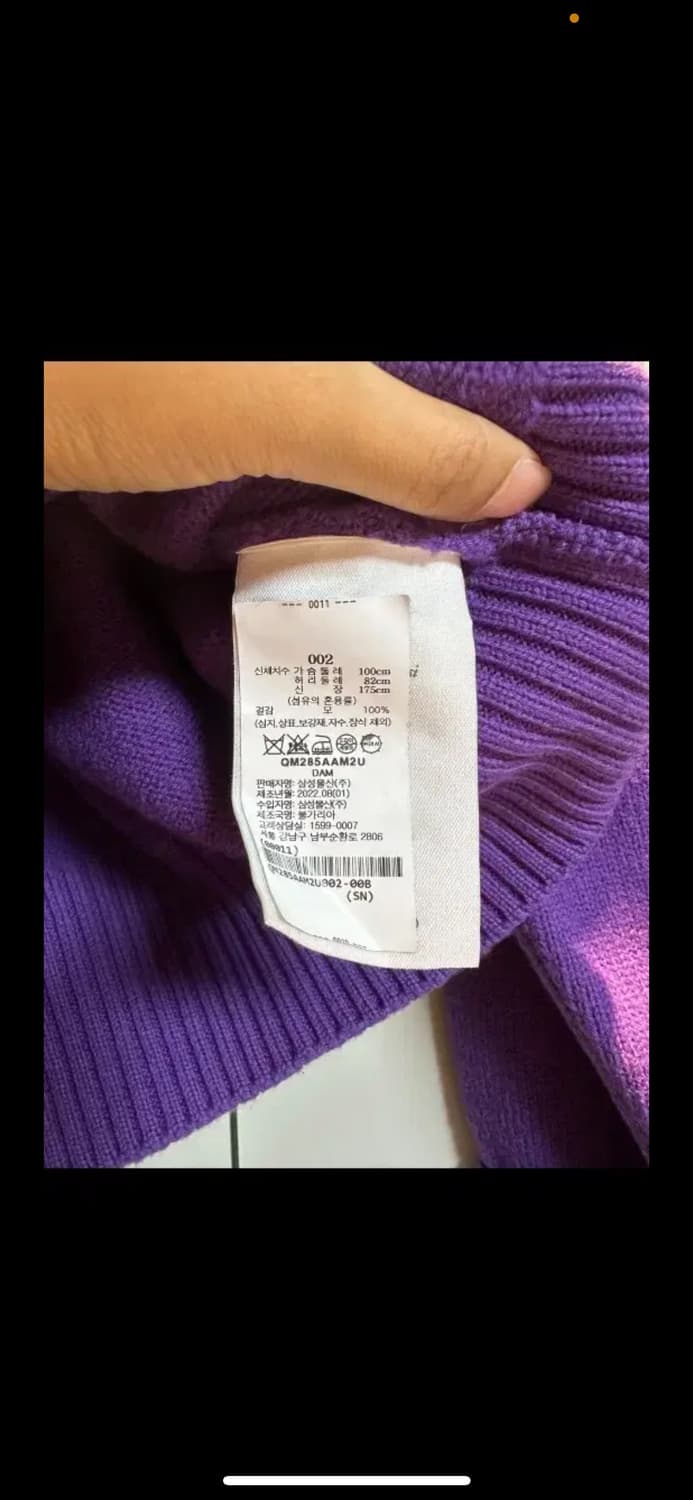 --- 0011 ---
002
신체치수 가 슴 둘 레 100cm
허 리 둘 레 82cm
신 장 175cm
(섬유의 혼용률)
겉감 모 100%
(심지,상표,보강재,자수,장식 제외)
QM285AAM2U
DAM
판매자명: 삼성물산(주)
제조년월: 2022.08(01)
수입자명: 삼성물산(주)
제조국명: 불가리아
고객상담실: 1599-0007
서울 강남구 남부순환로 2806
(00011)
QM285AAM2U002-00B
(SN)